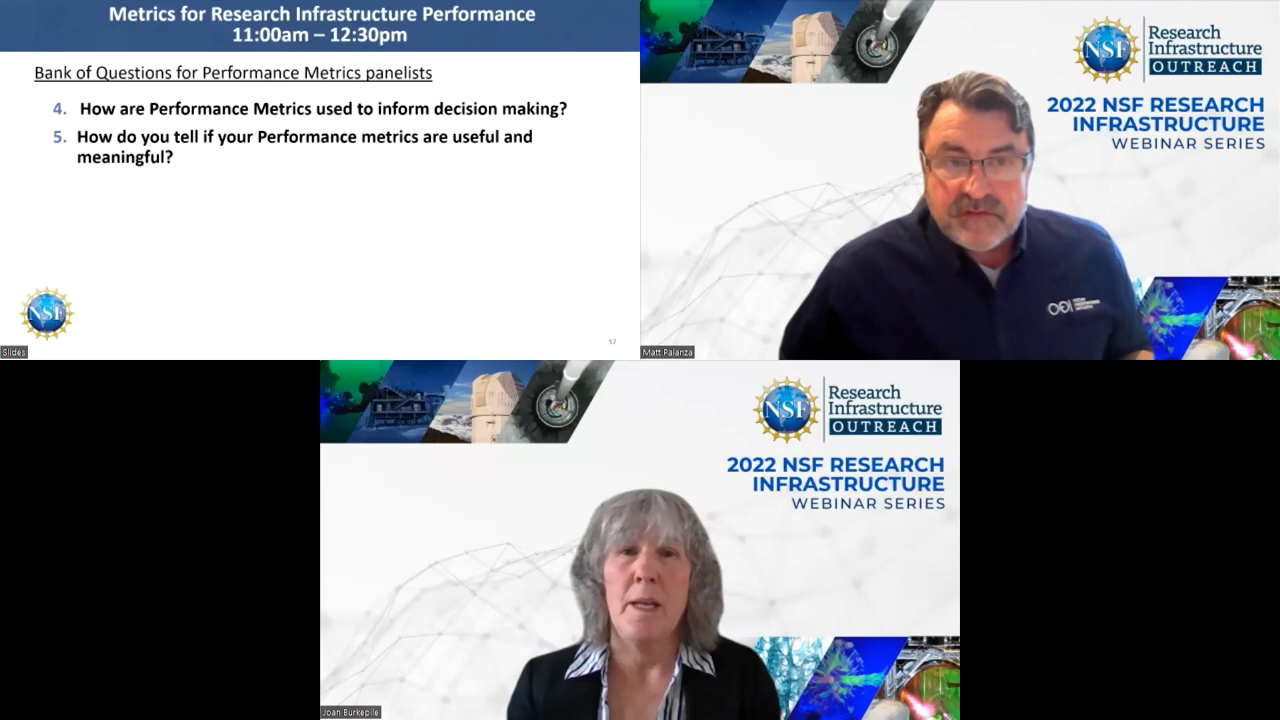 Metrics for Research Infrastructure Performance
11:00am – 12:30pm
Bank of Questions for Performance Metrics panelists
4. How are Performance Metrics used to inform decision making?
5. How do you tell if your Performance metrics are useful and
meaningful?
NSF
57
Slides
NSF
Research
Infrastructure
OUTREACH
2022 NSF RESEARCH
INFRASTRUCTURE
WEBINAR SERIES
OOI
Matt Palanza
NSF
Research
Infrastructure
OUTREACH
2022 NSF RESEARCH
INFRASTRUCTURE
WEBINAR SERIES
Joan Burkepile